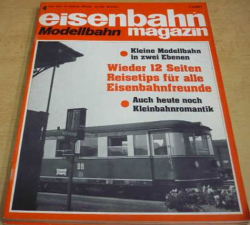 4
eisenbahn
Modellbahn magazin
Kleine Modellbahn
in zwei Ebenen
Wieder 12 Seiten
Reisetips für alle
Eisenbahnfreunde
Auch heute noch
Kleinbahnromantik